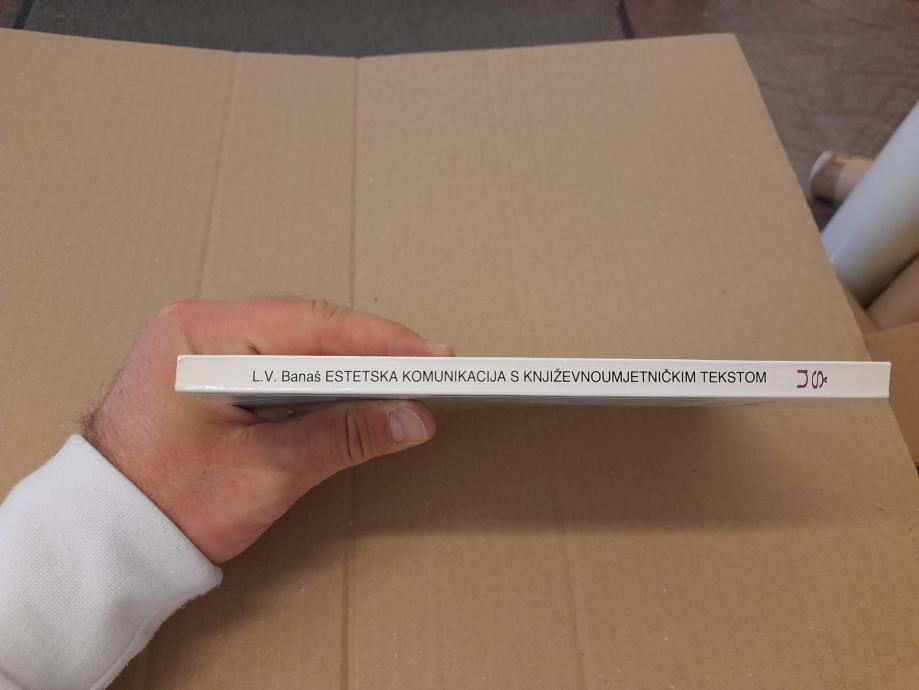 L.V. Banaš ESTETSKA KOMUNIKACIJA S KNJIŽEVNOUMJETNIČKIM TEKSTOM